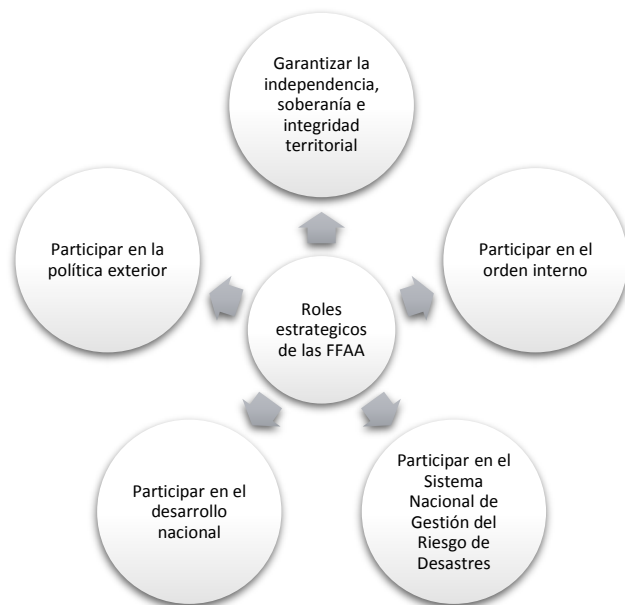 Garantizar la
independencia,
soberanía e
integridad
territorial
Participar en la
política exterior
Participar en el
orden interno
Roles
estrategicos
de las FFAA
Participar en el
desarrollo
nacional
Participar en el
Sistema
Nacional de
Gestión del
Riesgo de
Desastres